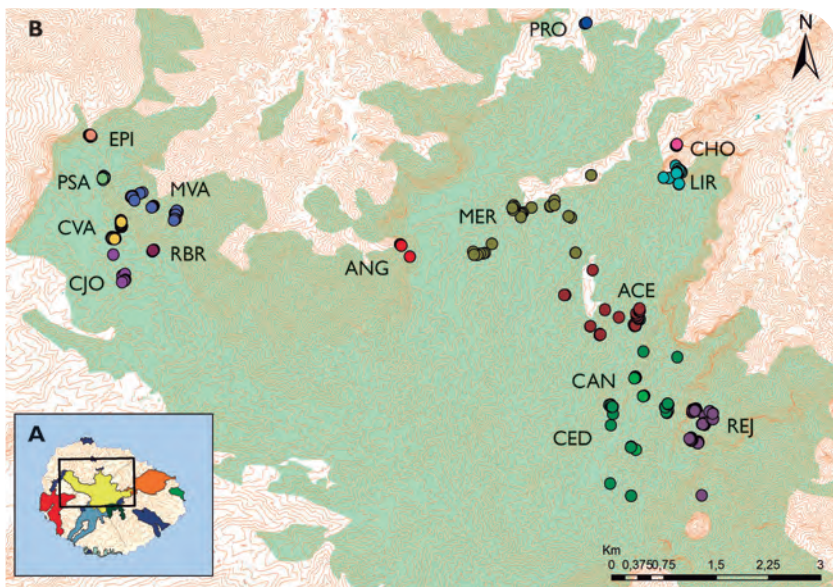 B
PRO
N
EPI
CHO
PSA
MVA
LIR
MER
CVA
RBR
ANG
CJO
ACE
CAN
CED
REJ
A
Km
0 0,375 0,75 1,5 2,25 3